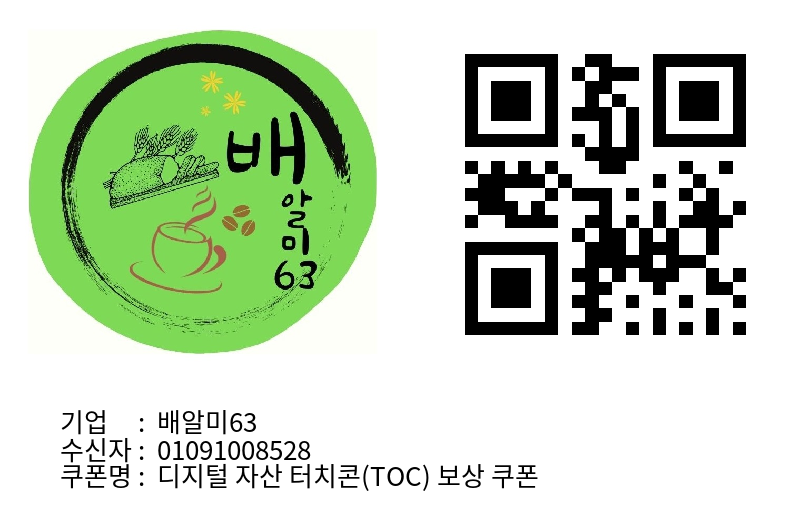 배
알
미
63
기업 : 배알미63
수신자 : 01091008528
쿠폰명 : 디지털 자산 터치콘(TOC) 보상 쿠폰